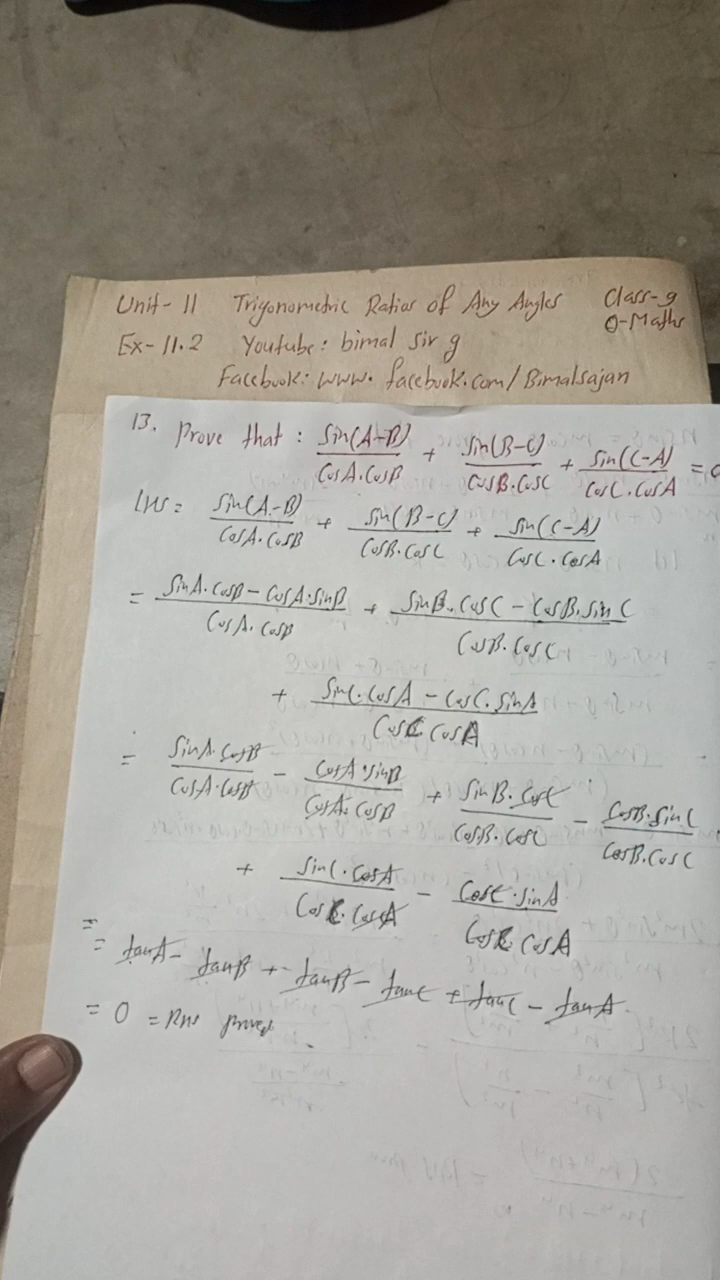 Unit- 11 Trigonometric Ratios of Any Angles Class-9
O-Maths
Ex- 11.2 Youtube: bimal sir g
Facebook: www. facebook.com/Bimalsajan
13. Prove that : Sin(A-B)/CosA.CosB + Sin(B-C)/CosB.CosC + Sin(C-A)/CosC.CosA = 0
LHS = Sin(A-B)/CosA.CosB + Sin(B-C)/CosB.CosC + Sin(C-A)/CosC.CosA
= SinA.CosB - CosA.SinB/CosA.CosB + SinB.CosC - CosB.SinC/CosB.CosC
+ SinC.CosA - CosC.SinA/CosC CosA
= SinA.CosB/CosA.CosB - CosA.SinB/CosA.CosB + SinB.CosC/CosB.CosC - CosB.SinC/CosB.CosC
+ SinC.CosA/CosC.CosA - CosC.SinA/CosC CosA
=
= tanA - tanB + tanB - tanC + tanC - tanA.
= 0 = RHS proved